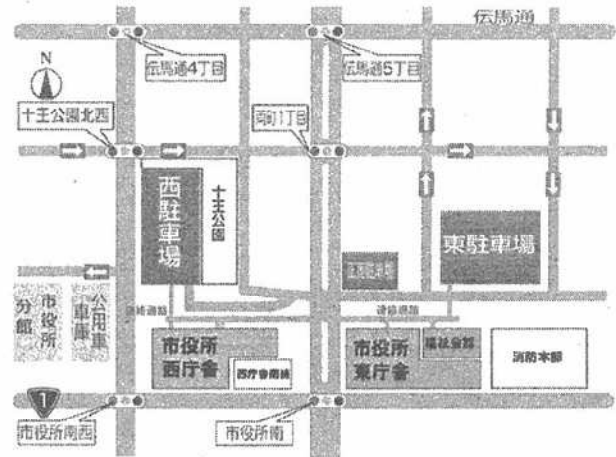 伝馬通
N
伝馬通4丁目
伝馬通5丁目
十王公園北西
両町1丁目
西駐車場
十王公園
東駐車場
連絡通路
連絡通路
市役所
分館
公用車
車庫
市役所
西庁舎
西庁舎南棟
市役所
東庁舎
福祉会館
消防本部
1
市役所南西
市役所南